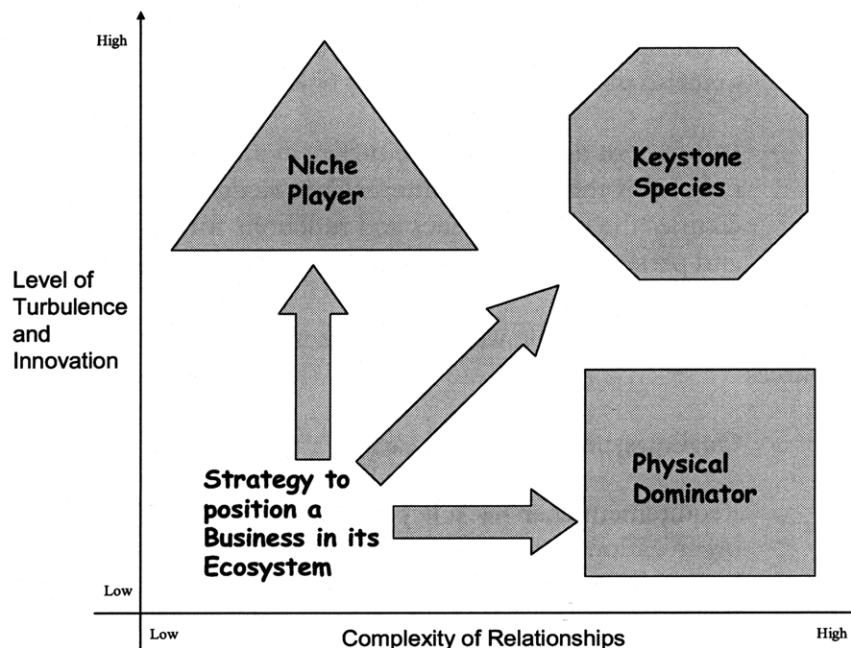 High
Niche
Player
Keystone
Species
Level of
Turbulence
and
Innovation
Strategy to
position a
Business in its
Ecosystem
Physical
Dominator
Low
Low
Complexity of Relationships
High